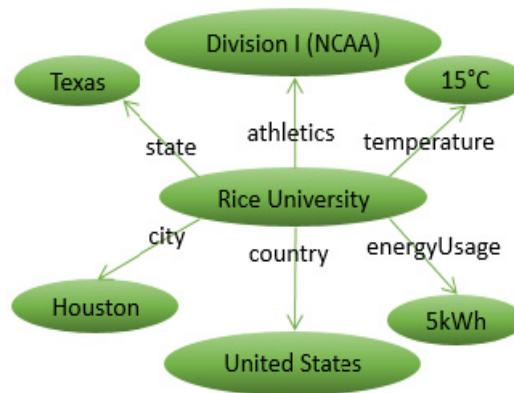 Division I (NCAA)
Texas
15°C
state
athletics
temperature
Rice University
city
country
energyUsage
Houston
5kWh
United States